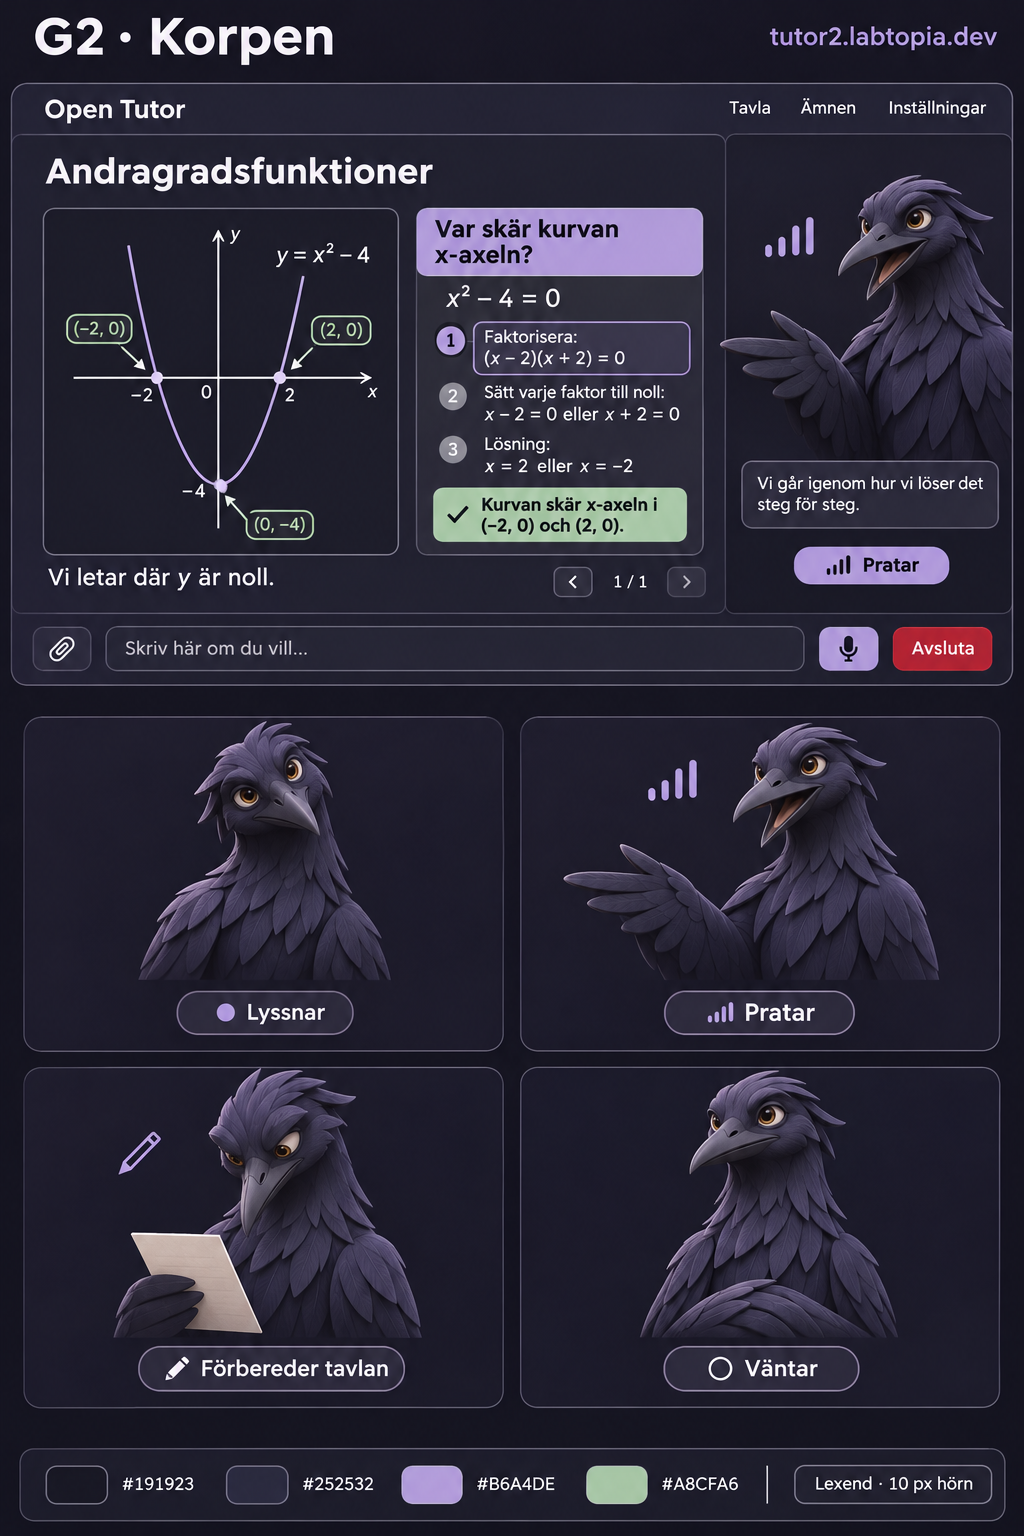 G2 · Korpen
tutor2.labtopia.dev
Open Tutor
Tavla
Ämnen
Inställningar
Andragradsfunktioner
y
y = x² – 4
(–2, 0)
(2, 0)
–2
0
2
x
–4
(0, –4)
Vi letar där y är noll.
Var skär kurvan
x-axeln?
x² – 4 = 0
1
Faktorisera:
(x – 2)(x + 2) = 0
2
Sätt varje faktor till noll:
x – 2 = 0 eller x + 2 = 0
3
Lösning:
x = 2 eller x = –2
Kurvan skär x-axeln i
(–2, 0) och (2, 0).
1 / 1
Vi går igenom hur vi löser det
steg för steg.
Pratar
Skriv här om du vill...
Avsluta
Lyssnar
Pratar
Förbereder tavlan
Väntar
#191923
#252532
#B6A4DE
#A8CFA6
Lexend · 10 px hörn